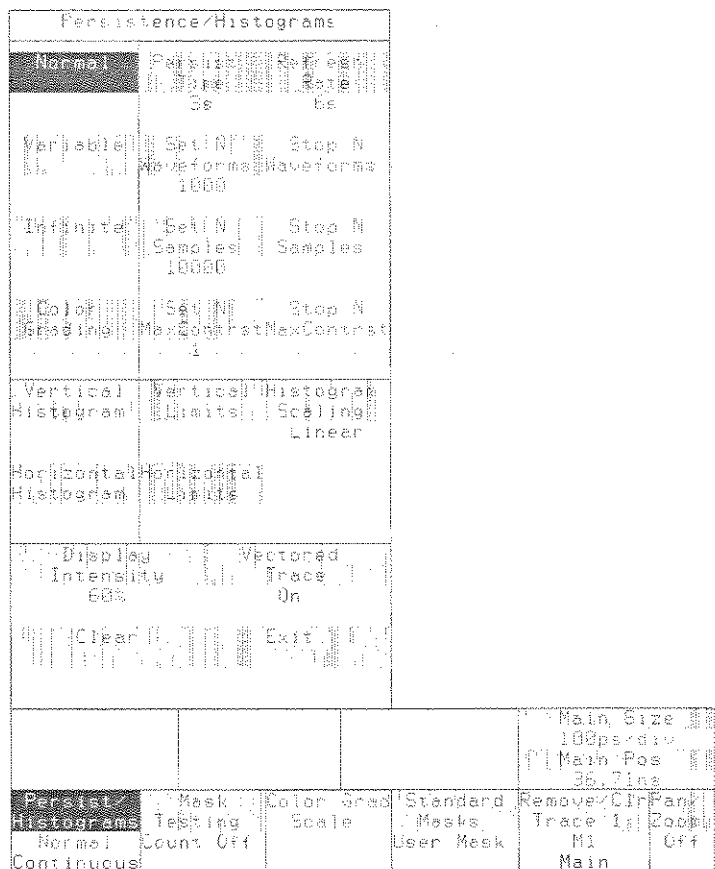 Persistence/Histograms
Normal Persist Refresh
Time Rate
3s 6s
Variable Set N Stop N
Waveforms Waveforms
1000
Infinite Set N Stop N
Samples Samples
10000
Color Set N Stop N
Grading MaxContrst MaxContrst
1
Vertical Vertical Histogram
Histogram Limits Scaling
Linear
Horizontal Horizontal
Histogram Limits
Display Vectored
Intensity Trace
60% On
Clear Exit
Main Size
100ps/div
Main Pos
36.71ns
Persist/ Mask Color Grad Standard Remove/Clr Pan/
Histograms Testing Scale Masks Trace 1 Zoom
Normal Count Off User Mask M1 Off
Continuous Main